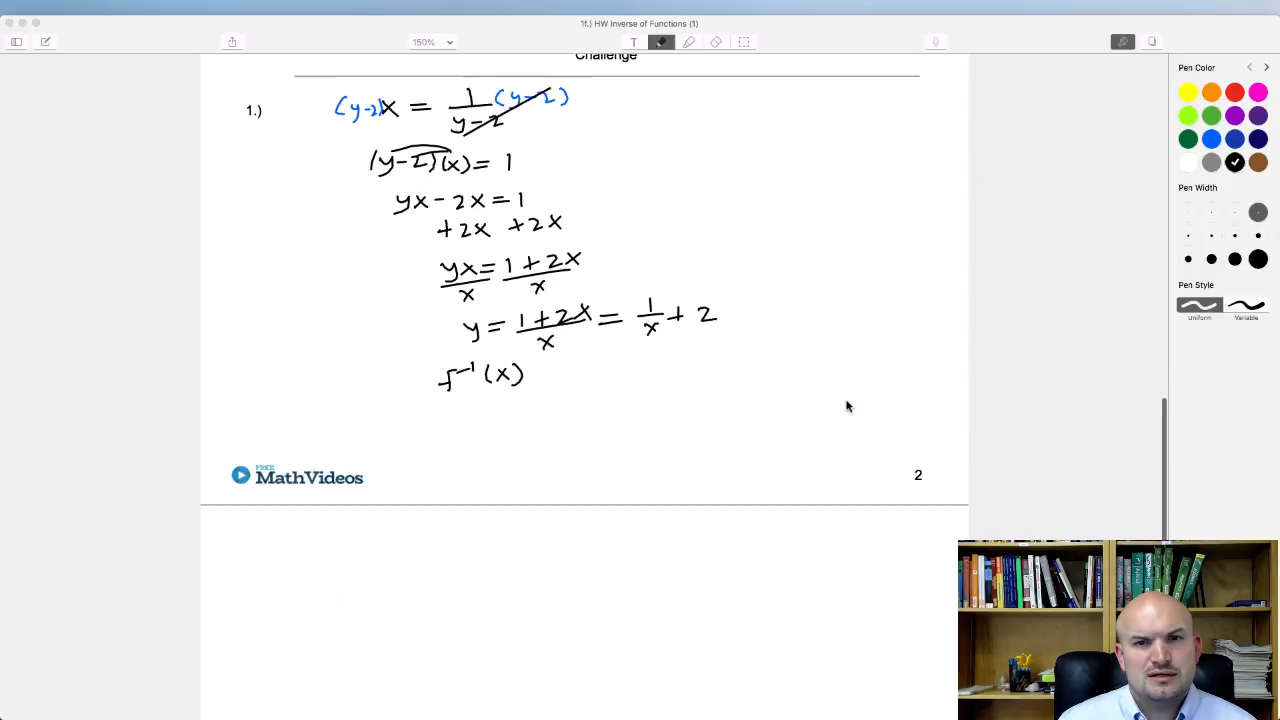 1f.) HW Inverse of Functions (1)
150%
T
Challenge
Pen Color
1.)
(y-2)x = 1/(y-2) (y-2)
(y-2)(x) = 1
yx - 2x = 1
+2x +2x
yx/x = 1+2x/x
y = 1+2x/x = 1/x + 2
f⁻¹(x)
Pen Width
Pen Style
Uniform Variable
FREE
MathVideos
2